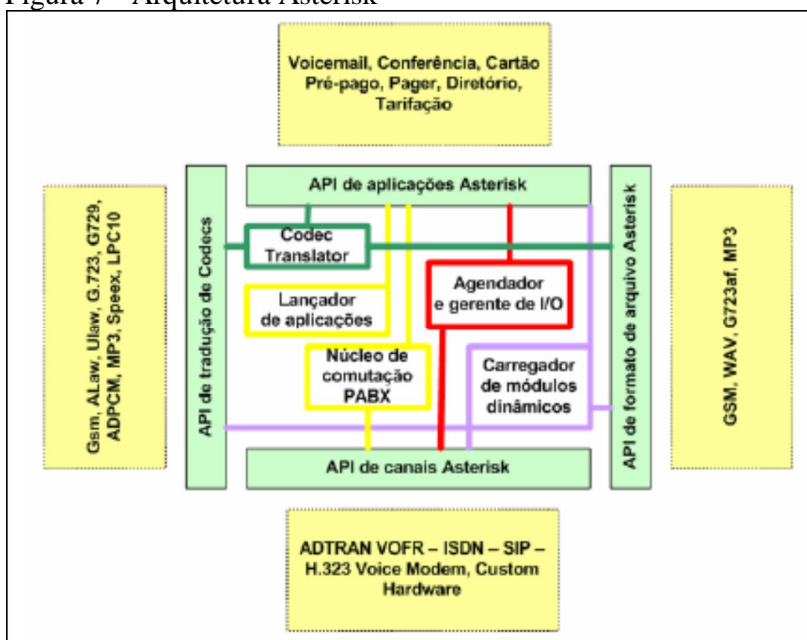 Figura 7 - Arquitetura Asterisk
Voicemail, Conferência, Cartão
Pré-pago, Pager, Diretório,
Tarifação
API de aplicações Asterisk
Gsm, ALaw, Ulaw, G.723, G729,
ADPCM, MP3, Speex, LPC10
API de tradução de Codecs
Codec
Translator
Lançador
de aplicações
Núcleo de
comutação
PABX
Agendador
e gerente de I/O
Carregador
de módulos
dinâmicos
API de formato de arquivo Asterisk
GSM, WAV, G723af, MP3
API de canais Asterisk
ADTRAN VOFR – ISDN – SIP –
H.323 Voice Modem, Custom
Hardware